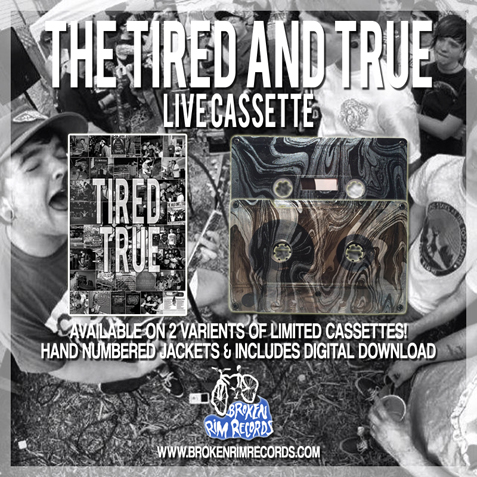 THE TIRED AND TRUE
LIVE CASSETTE
TIRED
TRUE
AVAILABLE ON 2 VARIENTS OF LIMITED CASSETTES!
HAND NUMBERED JACKETS & INCLUDES DIGITAL DOWNLOAD
BROKEN
RIM RECORDS
WWW.BROKENRIMRECORDS.COM